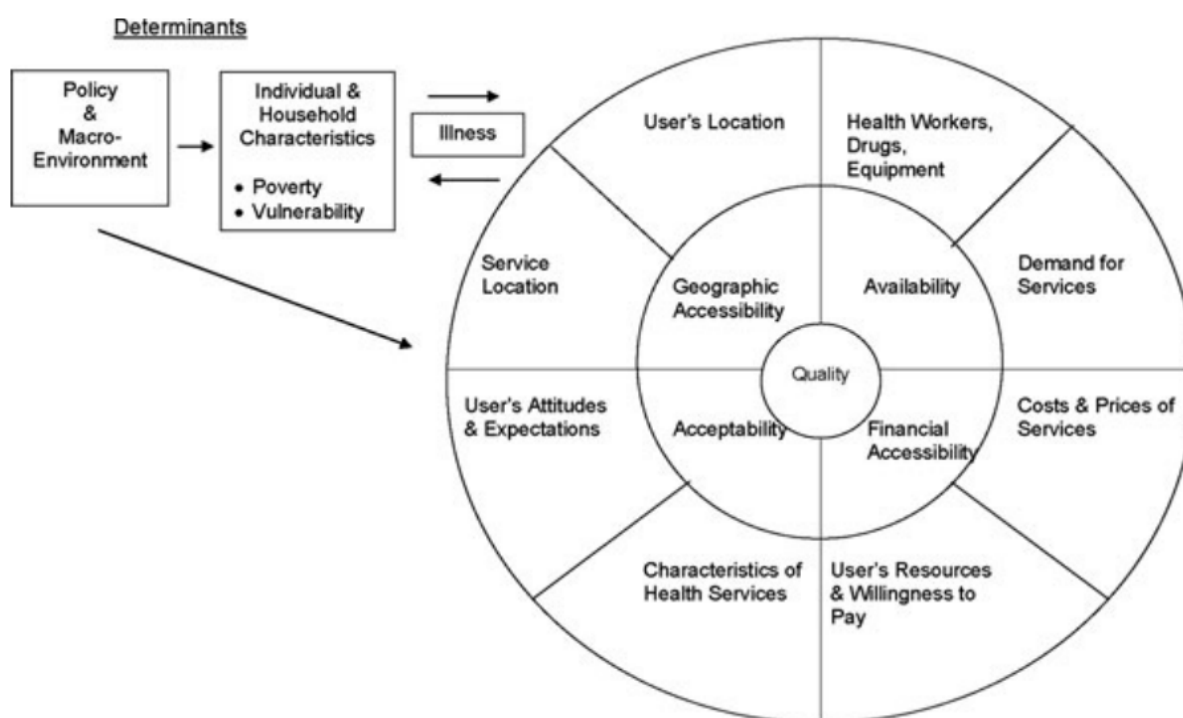 Determinants
Policy
&
Macro-
Environment
Individual &
Household
Characteristics
• Poverty
• Vulnerability
Illness
User's Location
Health Workers,
Drugs,
Equipment
Service
Location
Geographic
Accessibility
Availability
Demand for
Services
Quality
User's Attitudes
& Expectations
Acceptability
Financial
Accessibility
Costs & Prices of
Services
Characteristics of
Health Services
User's Resources
& Willingness to
Pay